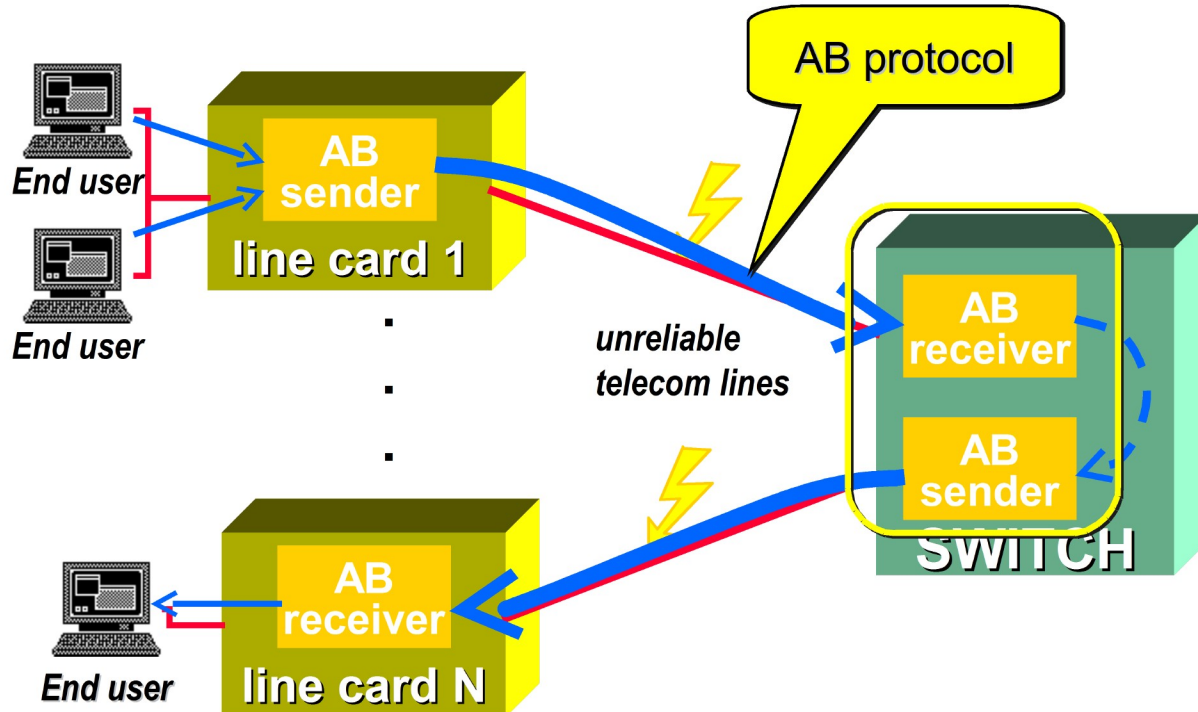 AB protocol
End user
End user
AB
sender
line card 1
unreliable
telecom lines
AB
receiver
AB
sender
SWITCH
AB
receiver
line card N
End user